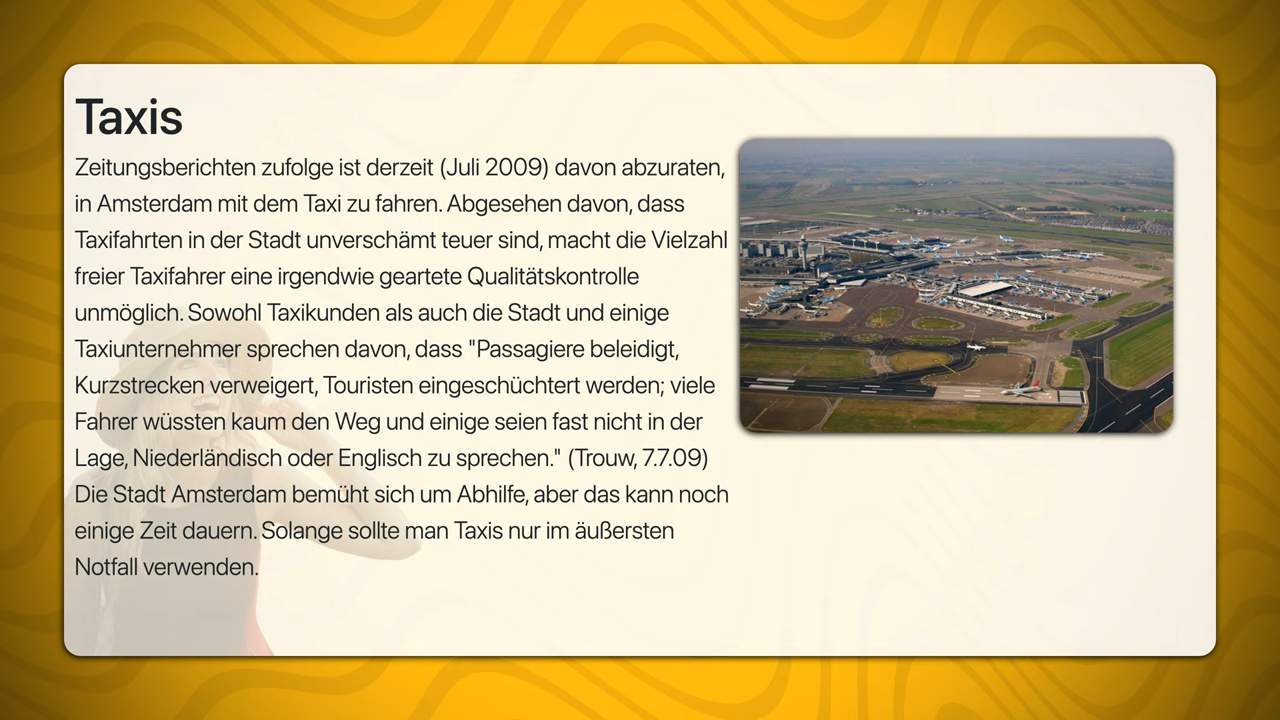 Taxis
Zeitungsberichten zufolge ist derzeit (Juli 2009) davon abzuraten,
in Amsterdam mit dem Taxi zu fahren. Abgesehen davon, dass
Taxifahrten in der Stadt unverschämt teuer sind, macht die Vielzahl
freier Taxifahrer eine irgendwie geartete Qualitätskontrolle
unmöglich. Sowohl Taxikunden als auch die Stadt und einige
Taxiunternehmer sprechen davon, dass "Passagiere beleidigt,
Kurzstrecken verweigert, Touristen eingeschüchtert werden; viele
Fahrer wüssten kaum den Weg und einige seien fast nicht in der
Lage, Niederländisch oder Englisch zu sprechen." (Trouw, 7.7.09)
Die Stadt Amsterdam bemüht sich um Abhilfe, aber das kann noch
einige Zeit dauern. Solange sollte man Taxis nur im äußersten
Notfall verwenden.